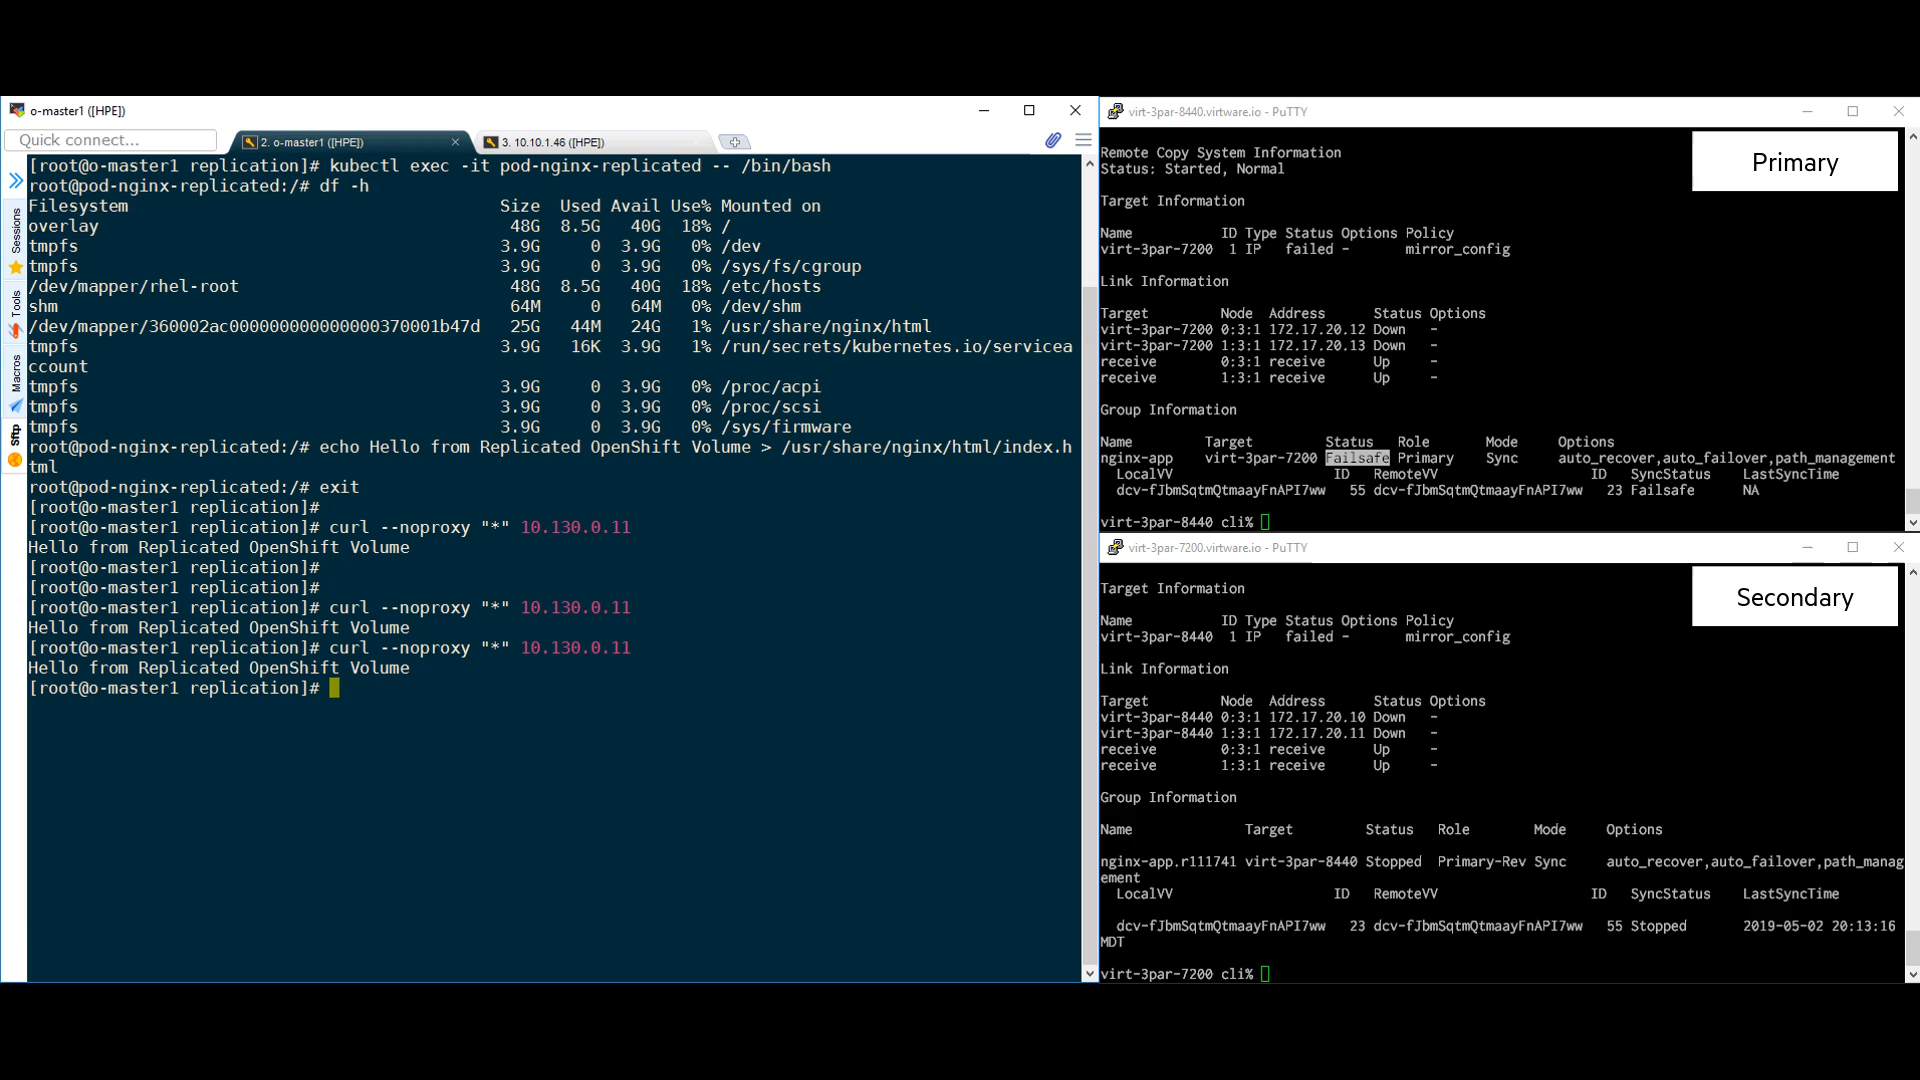 o-master1 ([HPE])
Quick connect...
2. o-master1 ([HPE])
3. 10.10.1.46 ([HPE])
Sessions
Tools
Macros
Sftp
[root@o-master1 replication]# kubectl exec -it pod-nginx-replicated -- /bin/bash
root@pod-nginx-replicated:/# df -h
Filesystem Size Used Avail Use% Mounted on
overlay 48G 8.5G 40G 18% /
tmpfs 3.9G 0 3.9G 0% /dev
tmpfs 3.9G 0 3.9G 0% /sys/fs/cgroup
/dev/mapper/rhel-root 48G 8.5G 40G 18% /etc/hosts
shm 64M 0 64M 0% /dev/shm
/dev/mapper/360002ac0000000000000000370001b47d 25G 44M 24G 1% /usr/share/nginx/html
tmpfs 3.9G 16K 3.9G 1% /run/secrets/kubernetes.io/servicea
ccount
tmpfs 3.9G 0 3.9G 0% /proc/acpi
tmpfs 3.9G 0 3.9G 0% /proc/scsi
tmpfs 3.9G 0 3.9G 0% /sys/firmware
root@pod-nginx-replicated:/# echo Hello from Replicated OpenShift Volume > /usr/share/nginx/html/index.h
tml
root@pod-nginx-replicated:/# exit
[root@o-master1 replication]#
[root@o-master1 replication]# curl --noproxy "*" 10.130.0.11
Hello from Replicated OpenShift Volume
[root@o-master1 replication]#
[root@o-master1 replication]#
[root@o-master1 replication]# curl --noproxy "*" 10.130.0.11
Hello from Replicated OpenShift Volume
[root@o-master1 replication]# curl --noproxy "*" 10.130.0.11
Hello from Replicated OpenShift Volume
[root@o-master1 replication]#
virt-3par-8440.virtware.io - PuTTY
Primary
Remote Copy System Information
Status: Started, Normal
Target Information
Name ID Type Status Options Policy
virt-3par-7200 1 IP failed - mirror_config
Link Information
Target Node Address Status Options
virt-3par-7200 0:3:1 172.17.20.12 Down -
virt-3par-7200 1:3:1 172.17.20.13 Down -
receive 0:3:1 receive Up -
receive 1:3:1 receive Up -
Group Information
Name Target Status Role Mode Options
nginx-app virt-3par-7200 Failsafe Primary Sync auto_recover,auto_failover,path_management
LocalVV ID RemoteVV ID SyncStatus LastSyncTime
dcv-fJbmSqtmQtmaayFnAPI7ww 55 dcv-fJbmSqtmQtmaayFnAPI7ww 23 Failsafe NA
virt-3par-8440 cli%
virt-3par-7200.virtware.io - PuTTY
Secondary
Target Information
Name ID Type Status Options Policy
virt-3par-8440 1 IP failed - mirror_config
Link Information
Target Node Address Status Options
virt-3par-8440 0:3:1 172.17.20.10 Down -
virt-3par-8440 1:3:1 172.17.20.11 Down -
receive 0:3:1 receive Up -
receive 1:3:1 receive Up -
Group Information
Name Target Status Role Mode Options
nginx-app.r111741 virt-3par-8440 Stopped Primary-Rev Sync auto_recover,auto_failover,path_manag
ement
LocalVV ID RemoteVV ID SyncStatus LastSyncTime
dcv-fJbmSqtmQtmaayFnAPI7ww 23 dcv-fJbmSqtmQtmaayFnAPI7ww 55 Stopped 2019-05-02 20:13:16
MDT
virt-3par-7200 cli%